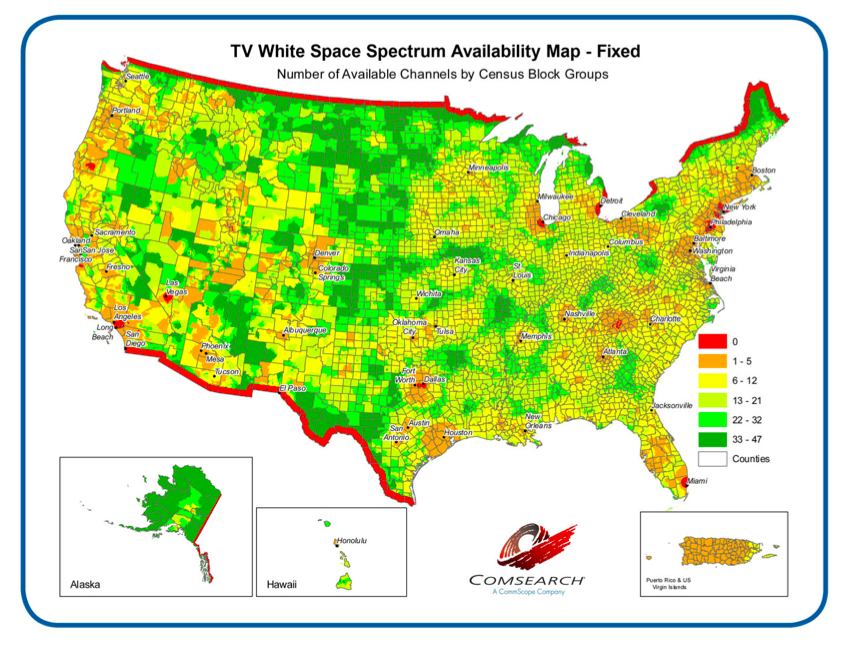 TV White Space Spectrum Availability Map - Fixed
Number of Available Channels by Census Block Groups
Seattle
Portland
Minneapolis
Boston
Milwaukee
Detroit
New York
Chicago
Cleveland
Philadelphia
Sacramento
Omaha
Columbus
Baltimore
Oakland
San Jose
Denver
Indianapolis
Washington
San
Francisco
Kansas
City
St.
Louis
Fresno
Colorado
Springs
Virginia
Beach
Las
Vegas
Wichita
Los
Angeles
Nashville
Charlotte
Long
Beach
San
Diego
Albuquerque
Oklahoma
City
Tulsa
Memphis
Phoenix
Mesa
Atlanta
Tucson
Fort
Worth
Dallas
El Paso
Jacksonville
Austin
San
Antonio
Houston
New
Orleans
Miami
0
1 - 5
6 - 12
13 - 21
22 - 32
33 - 47
Counties
Alaska
Hawaii
Honolulu
COMSEARCH
A CommScope Company
Puerto Rico & US
Virgin Islands